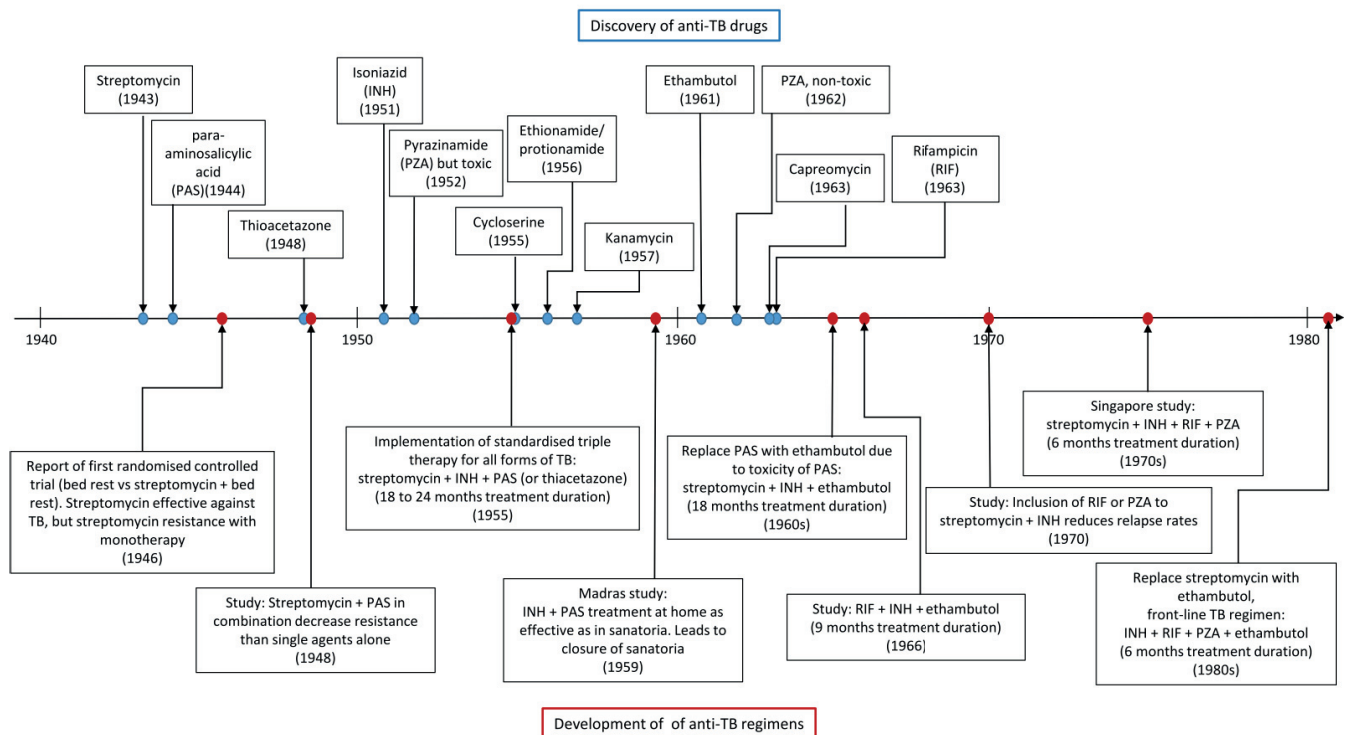 Discovery of anti-TB drugs
Streptomycin
(1943)
para-
aminosalicylic
acid
(PAS)(1944)
Thioacetazone
(1948)
Isoniazid
(INH)
(1951)
Pyrazinamide
(PZA) but toxic
(1952)
Cycloserine
(1955)
Ethionamide/
protionamide
(1956)
Kanamycin
(1957)
Ethambutol
(1961)
PZA, non-toxic
(1962)
Capreomycin
(1963)
Rifampicin
(RIF)
(1963)
1940
1950
1960
1970
1980
Report of first randomised controlled
trial (bed rest vs streptomycin + bed
rest). Streptomycin effective against
TB, but streptomycin resistance with
monotherapy
(1946)
Study: Streptomycin + PAS in
combination decrease resistance
than single agents alone
(1948)
Implementation of standardised triple
therapy for all forms of TB:
streptomycin + INH + PAS (or thiacetazone)
(18 to 24 months treatment duration)
(1955)
Madras study:
INH + PAS treatment at home as
effective as in sanatoria. Leads to
closure of sanatoria
(1959)
Replace PAS with ethambutol due
to toxicity of PAS:
streptomycin + INH + ethambutol
(18 months treatment duration)
(1960s)
Study: RIF + INH + ethambutol
(9 months treatment duration)
(1966)
Study: Inclusion of RIF or PZA to
streptomycin + INH reduces relapse rates
(1970)
Singapore study:
streptomycin + INH + RIF + PZA
(6 months treatment duration)
(1970s)
Replace streptomycin with
ethambutol,
front-line TB regimen:
INH + RIF + PZA + ethambutol
(6 months treatment duration)
(1980s)
Development of of anti-TB regimens